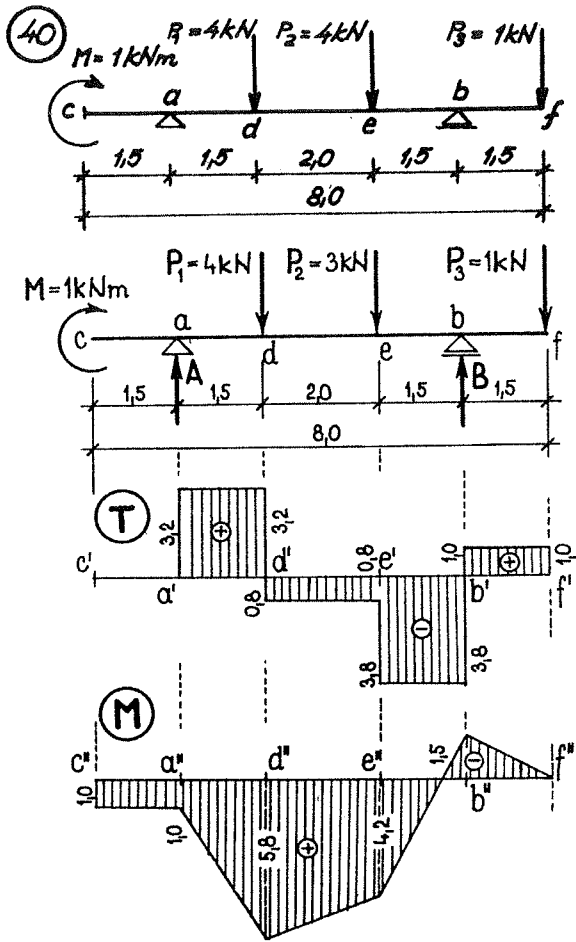 40
P₁=4kN P₂=4kN P₃=1kN
M=1kNm
c a d e b f
1,5 1,5 2,0 1,5 1,5
8,0
P₁=4kN P₂=3kN P₃=1kN
M=1kNm
c a d e b f
A B
1,5 1,5 2,0 1,5 1,5
8,0
T
3,2 + 3,2 0,8 1,0 + 1,0
c' a' d' e' b' f'
0,8 −
3,8 3,8
M
c" a" d" e" 1,5 − b" f"
1,0 1,0 5,8 + 4,2